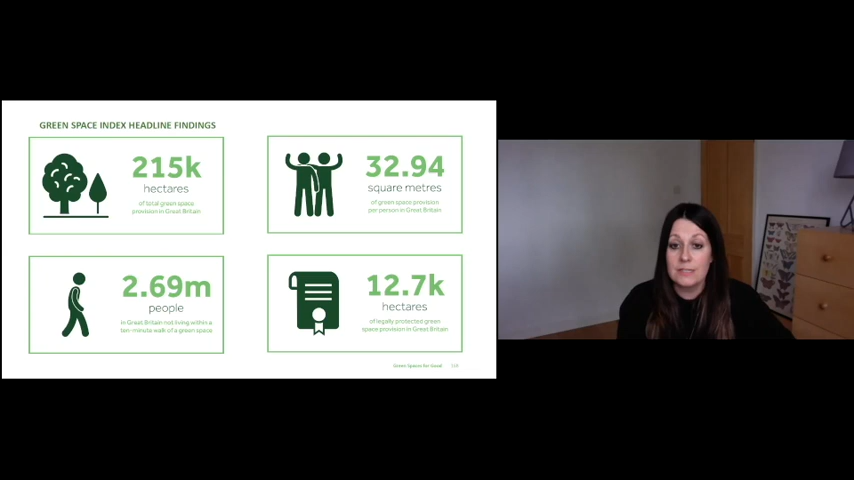 GREEN SPACE INDEX HEADLINE FINDINGS
215k
hectares
of total green space
provision in Great Britain
32.94
square metres
of green space provision
per person in Great Britain
2.69m
people
in Great Britain not living within a
ten-minute walk of a green space
12.7k
hectares
of legally protected green
space provision in Great Britain
Green Spaces for Good